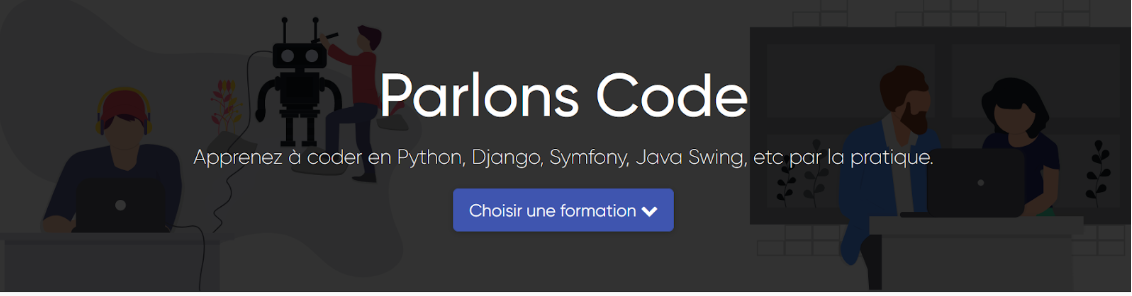 Parlons Code
Apprenez à coder en Python, Django, Symfony, Java Swing, etc par la pratique.
Choisir une formation